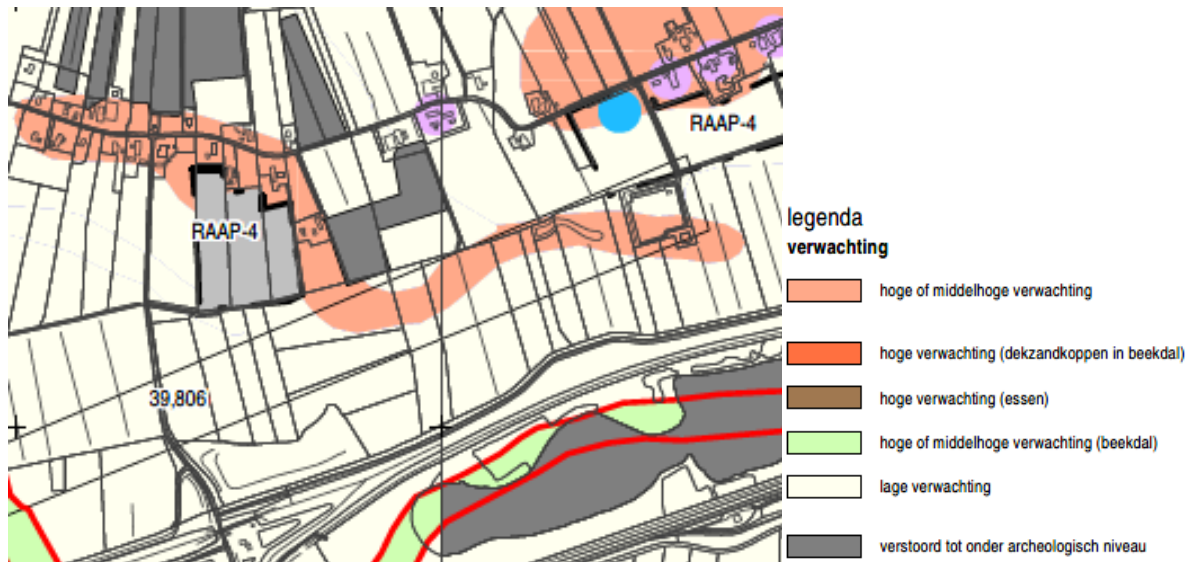 RAAP-4
RAAP-4
39,806
legenda
verwachting
hoge of middelhoge verwachting
hoge verwachting (dekzandkoppen in beekdal)
hoge verwachting (essen)
hoge of middelhoge verwachting (beekdal)
lage verwachting
verstoord tot onder archeologisch niveau